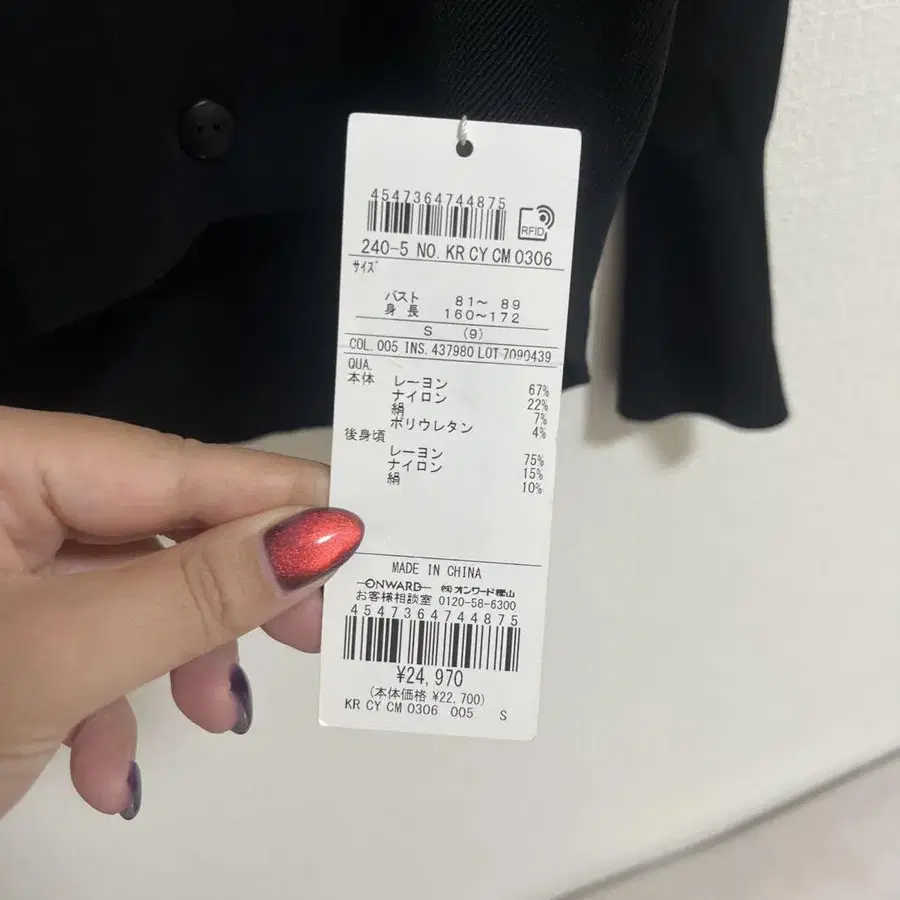 4547364744875
RFID
240-5 NO. KR CY CM 0306
サイズ
バスト 81～ 89
身長 160～172
S (9)
COL. 005 INS. 437980 LOT 7090439
QUA.
本体 レーヨン 67%
ナイロン 22%
絹 7%
ポリウレタン 4%
後身頃
レーヨン 75%
ナイロン 15%
絹 10%
MADE IN CHINA
ONWARD ㈱オンワード樫山
お客様相談室 0120-58-6300
4547364744875
¥24,970
(本体価格 ¥22,700)
KR CY CM 0306 005 S